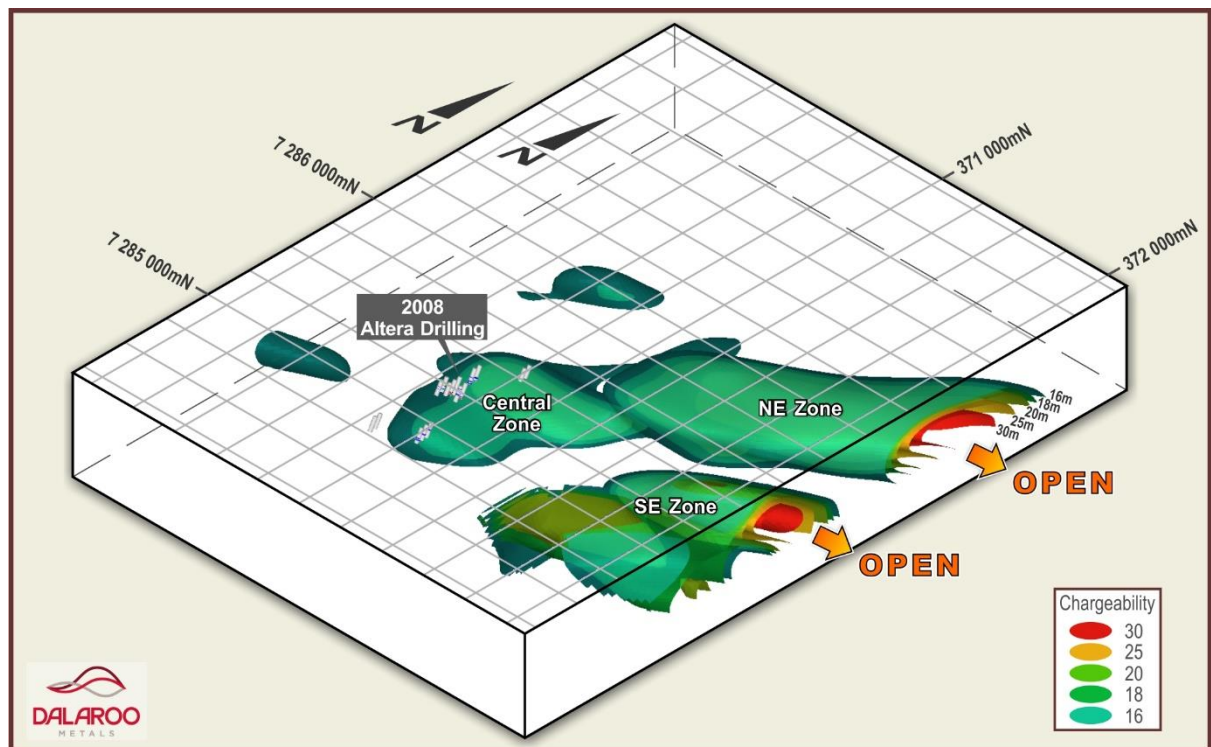 N
N
7 286 000mN
371 000mN
7 285 000mN
372 000mN
2008
Altera Drilling
Central
Zone
NE Zone
16m
18m
20m
25m
30m
OPEN
SE Zone
OPEN
Chargeability
30
25
20
18
16
DALAROO
METALS